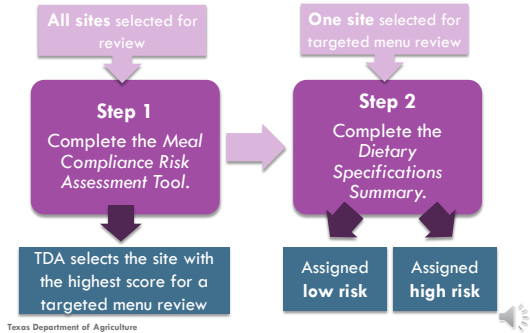 All sites selected for
review
One site selected for
targeted menu review
Step 1
Complete the Meal
Compliance Risk
Assessment Tool.
Step 2
Complete the
Dietary
Specifications
Summary.
TDA selects the site with
the highest score for a
targeted menu review
Assigned
low risk
Assigned
high risk
Texas Department of Agriculture